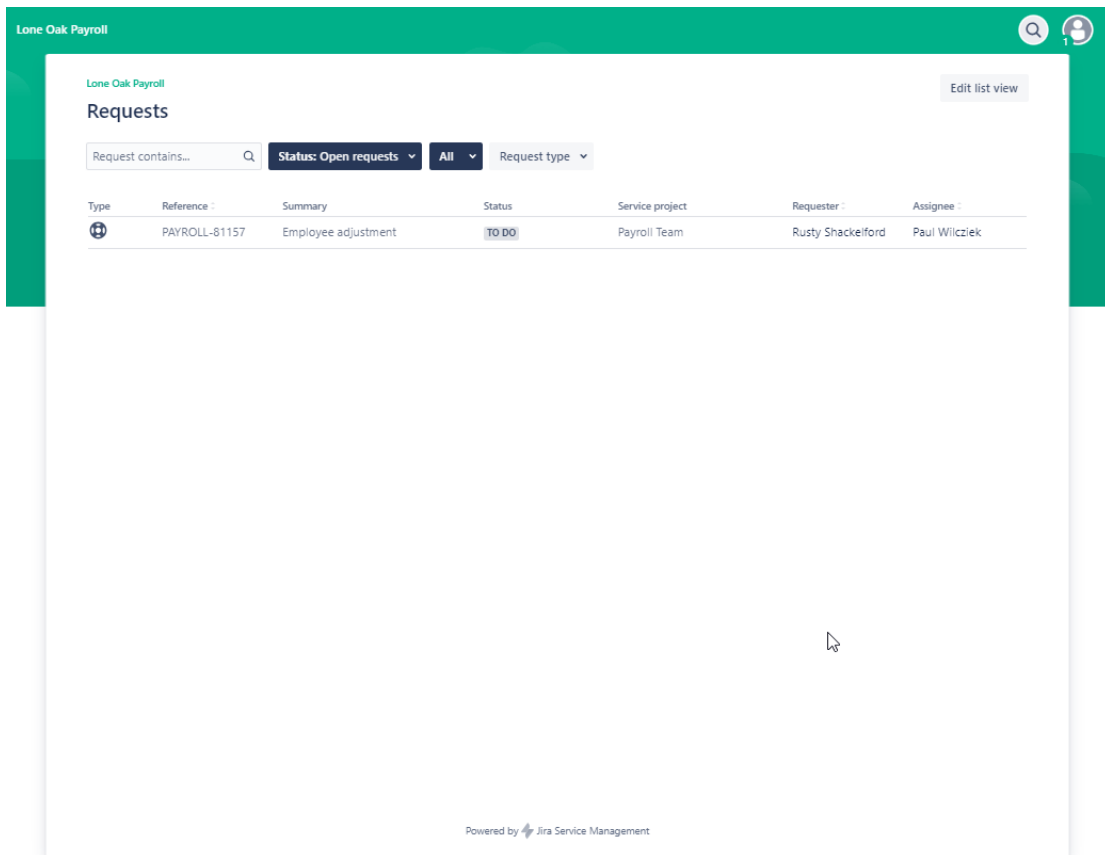 Lone Oak Payroll
1
Lone Oak Payroll
Edit list view
Requests
Request contains... Status: Open requests All Request type
Type Reference Summary Status Service project Requester Assignee
PAYROLL-81157 Employee adjustment TO DO Payroll Team Rusty Shackelford Paul Wilcziek
Powered by Jira Service Management